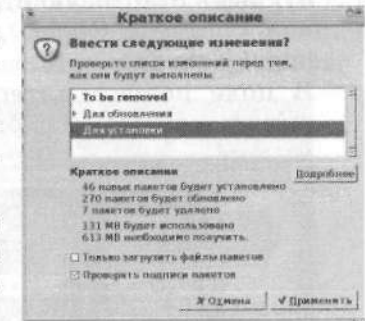 Краткое описание
Ввести следующие изменения?
Проверьте список изменений перед тем,
как они будут выполнены.
To be removed
Для обновления
Для установки
Краткое описание
Подробнее
46 новых пакетов будет установлено
270 пакетов будет обновлено
7 пакетов будет удалено
131 MB будет использовано
613 MB необходимо получить.
Только загрузить файлы пакетов
Проверять подписи пакетов
Отмена
Применить